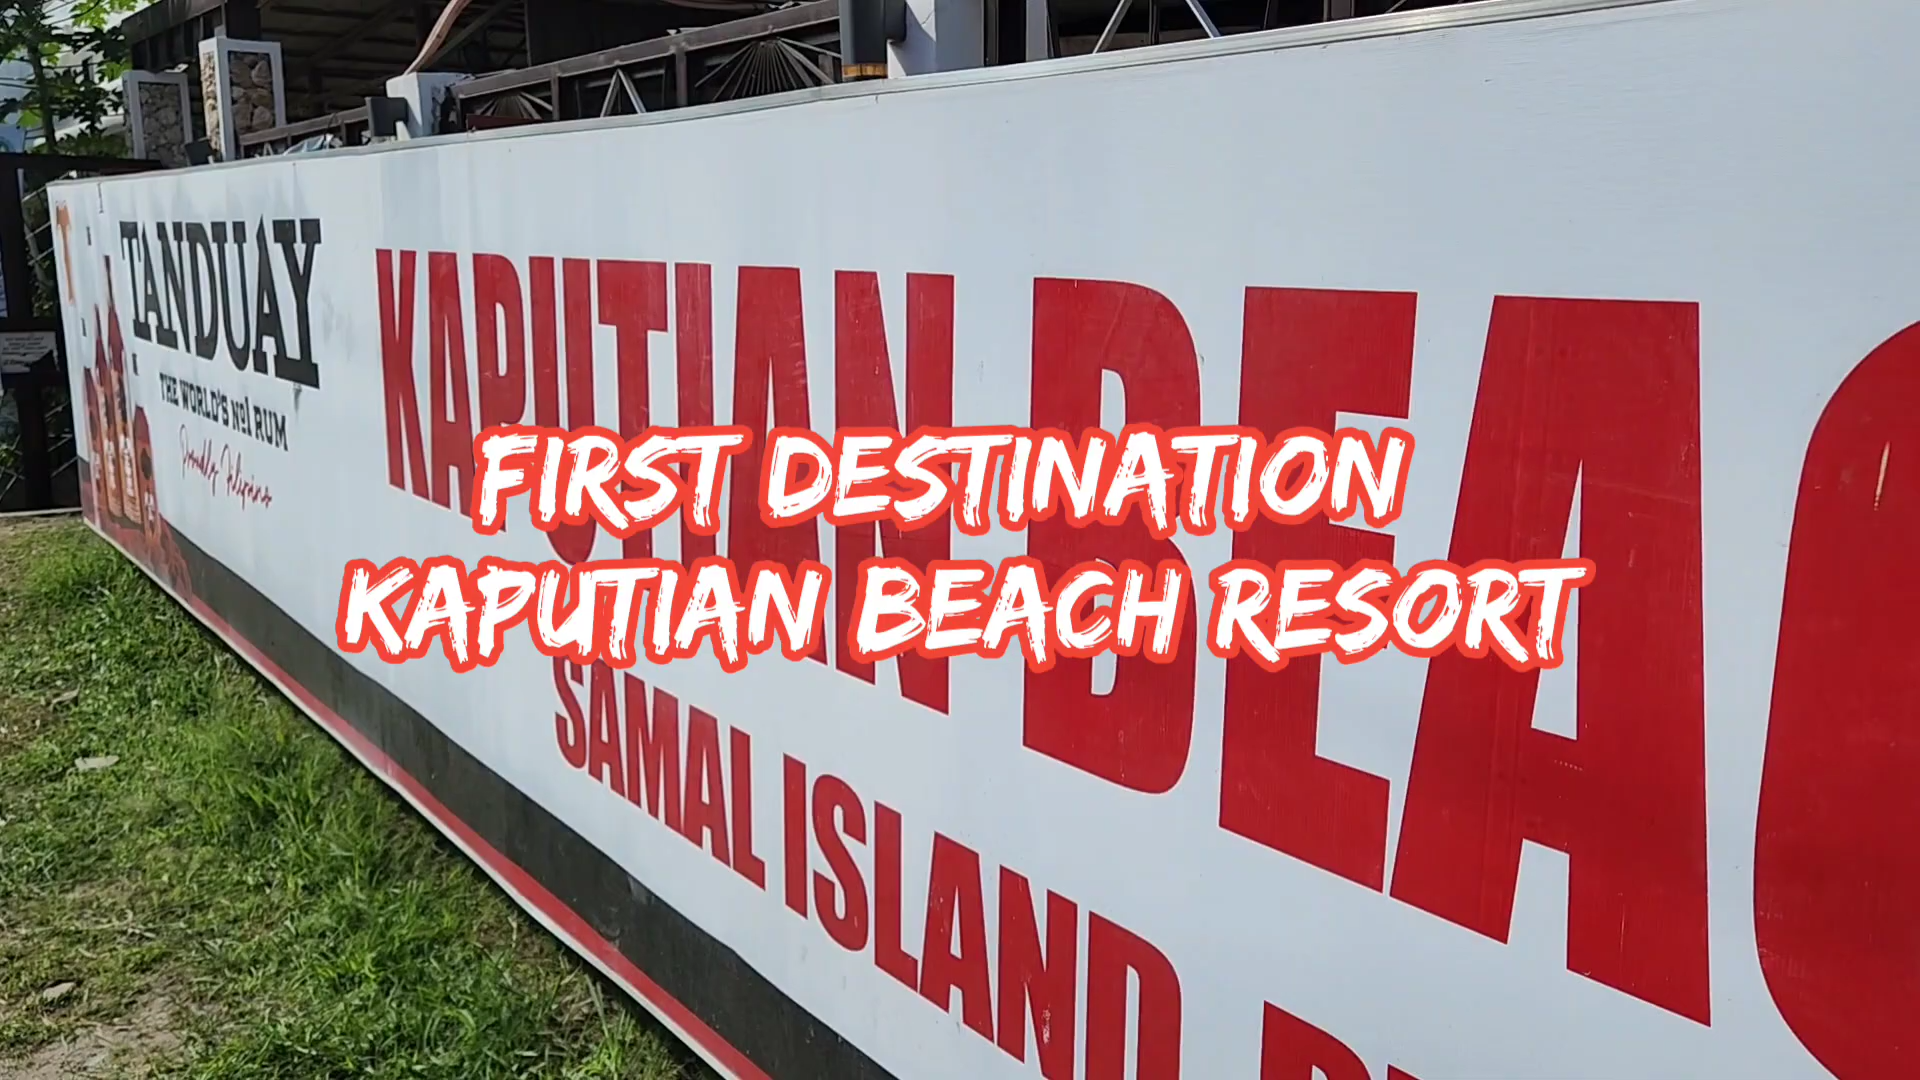 TANDUAY
THE WORLD'S No1 RUM
Proudly Filipino
KAPUTIAN BEAC
SAMAL ISLAND
FIRST DESTINATION
KAPUTIAN BEACH RESORT